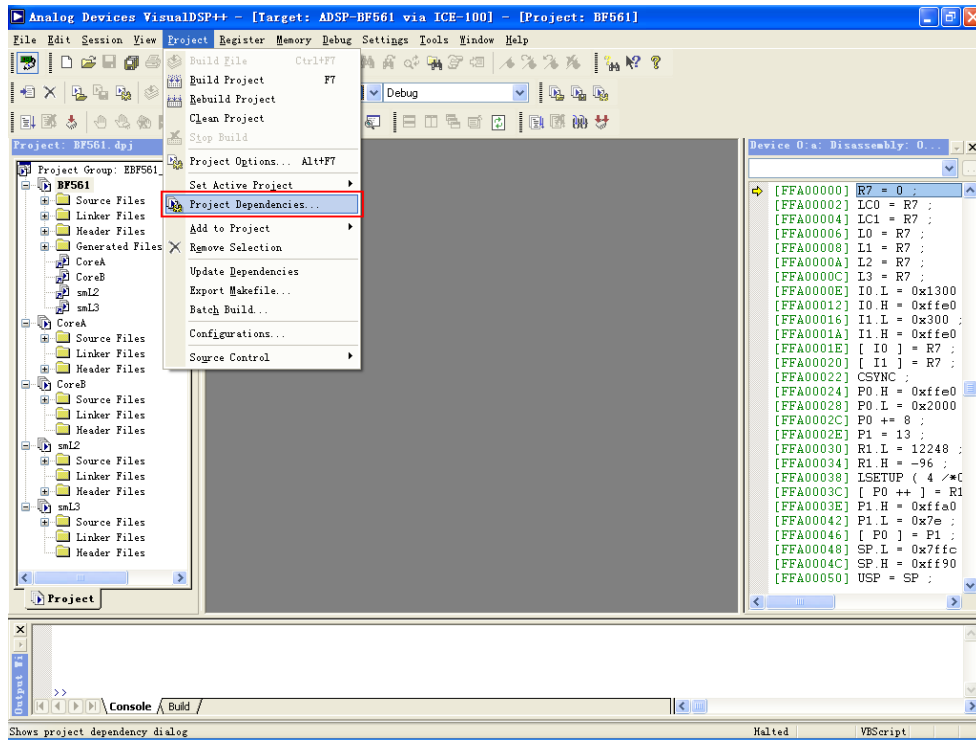 Analog Devices VisualDSP++ - [Target: ADSP-BF561 via ICE-100] - [Project: BF561]
File Edit Session View Project Register Memory Debug Settings Tools Window Help
Build File Ctrl+F7
Build Project F7
Rebuild Project
Clean Project
Stop Build
Project Options... Alt+F7
Set Active Project
Project Dependencies...
Add to Project
Remove Selection
Update Dependencies
Export Makefile...
Batch Build...
Configurations...
Source Control
Debug
Project: BF561.dpj
Project Group: EBF561_
BF561
Source Files
Linker Files
Header Files
Generated Files
CoreA
CoreB
smL2
smL3
CoreA
Source Files
Linker Files
Header Files
CoreB
Source Files
Linker Files
Header Files
smL2
Source Files
Linker Files
Header Files
smL3
Source Files
Linker Files
Header Files
Project
Device 0:a: Disassembly: 0...
[FFA00000] R7 = 0 ;
[FFA00002] LC0 = R7 ;
[FFA00004] LC1 = R7 ;
[FFA00006] L0 = R7 ;
[FFA00008] L1 = R7 ;
[FFA0000A] L2 = R7 ;
[FFA0000C] L3 = R7 ;
[FFA0000E] I0.L = 0x1300
[FFA00012] I0.H = 0xffe0
[FFA00016] I1.L = 0x300 ;
[FFA0001A] I1.H = 0xffe0
[FFA0001E] [ I0 ] = R7 ;
[FFA00020] [ I1 ] = R7 ;
[FFA00022] CSYNC ;
[FFA00024] P0.H = 0xffe0
[FFA00028] P0.L = 0x2000
[FFA0002C] P0 += 8 ;
[FFA0002E] P1 = 13 ;
[FFA00030] R1.L = 12248 ;
[FFA00034] R1.H = -96 ;
[FFA00038] LSETUP ( 4 /*0
[FFA0003C] [ P0 ++ ] = R1
[FFA0003E] P1.H = 0xffa0
[FFA00042] P1.L = 0x7e ;
[FFA00046] [ P0 ] = P1 ;
[FFA00048] SP.L = 0x7ffc
[FFA0004C] SP.H = 0xff90
[FFA00050] USP = SP ;
Output Wi
>>
Console Build
Shows project dependency dialog
Halted VBScript